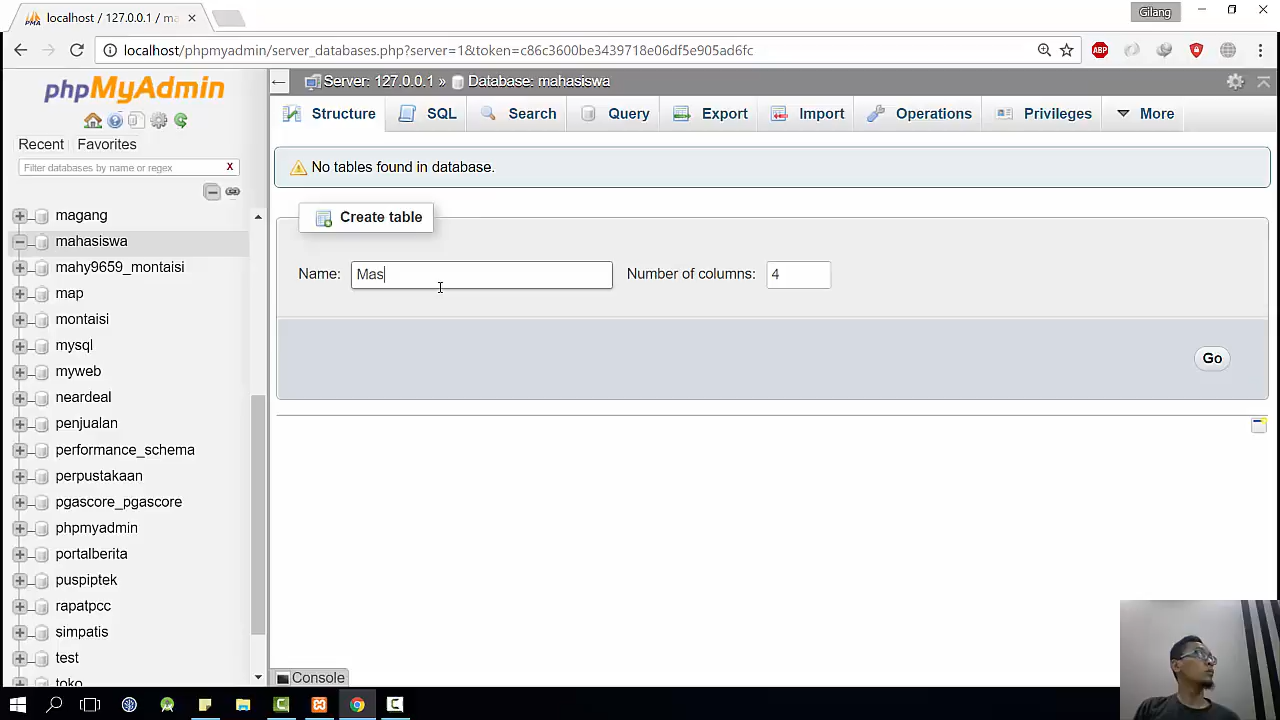 localhost / 127.0.0.1 / ma
Gilang
localhost/phpmyadmin/server_databases.php?server=1&token=c86c3600be3439718e06df5e905ad6fc
ABP
phpMyAdmin
Server: 127.0.0.1 » Database: mahasiswa
Structure SQL Search Query Export Import Operations Privileges More
Recent Favorites
Filter databases by name or regex X
No tables found in database.
Create table
Name: Mas Number of columns: 4
Go
magang
mahasiswa
mahy9659_montaisi
map
montaisi
mysql
myweb
neardeal
penjualan
performance_schema
perpustakaan
pgascore_pgascore
phpmyadmin
portalberita
puspiptek
rapatpcc
simpatis
test
toko
Console